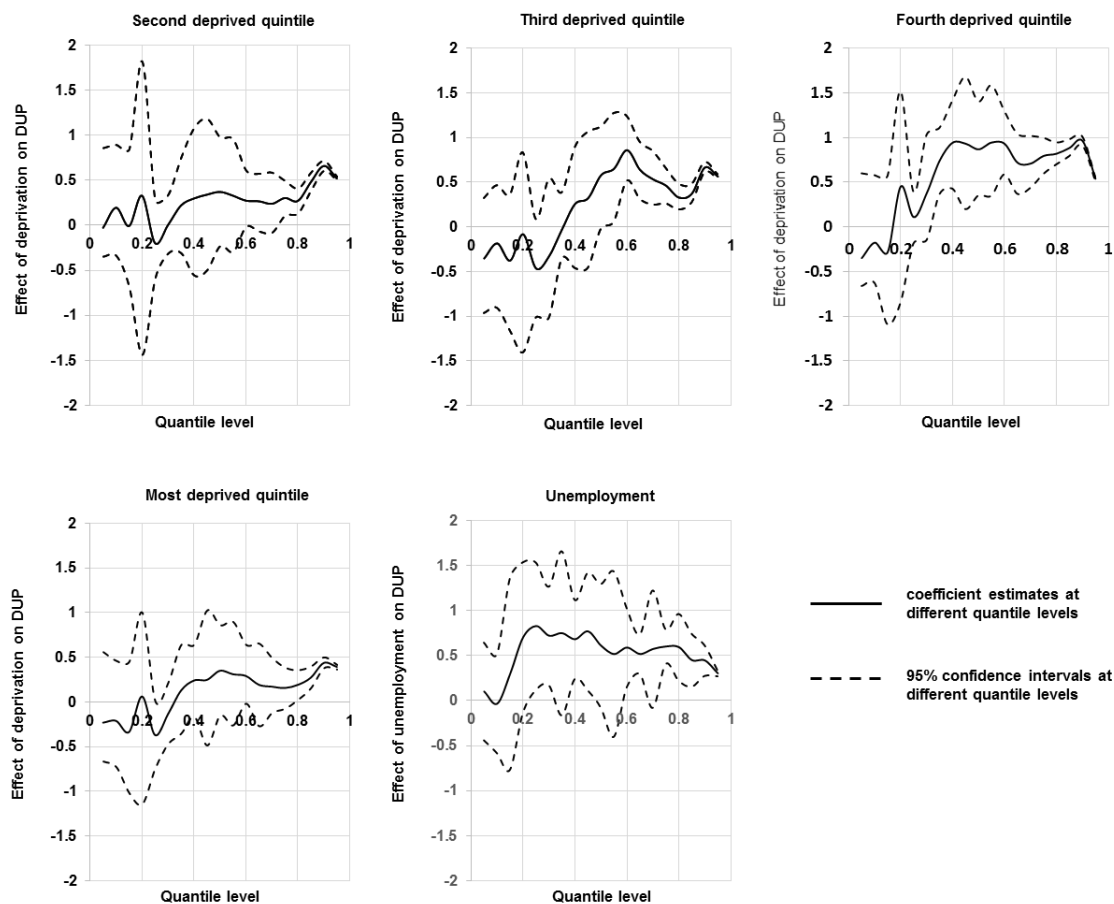 Second deprived quintile
Effect of deprivation on DUP
2
1.5
1
0.5
0
-0.5
-1
-1.5
-2
0 0.2 0.4 0.6 0.8 1
Quantile level
Third deprived quintile
Effect of deprivation on DUP
2
1.5
1
0.5
0
-0.5
-1
-1.5
-2
0 0.2 0.4 0.6 0.8 1
Quantile level
Fourth deprived quintile
Effect of deprivation on DUP
2
1.5
1
0.5
0
-0.5
-1
-1.5
-2
0 0.2 0.4 0.6 0.8 1
Quantile level
Most deprived quintile
Effect of deprivation on DUP
2
1.5
1
0.5
0
-0.5
-1
-1.5
-2
0 0.2 0.4 0.6 0.8 1
Quantile level
Unemployment
Effect of unemployment on DUP
2
1.5
1
0.5
0
-0.5
-1
-1.5
-2
0 0.2 0.4 0.6 0.8 1
Quantile level
coefficient estimates at
different quantile levels
95% confidence intervals at
different quantile levels